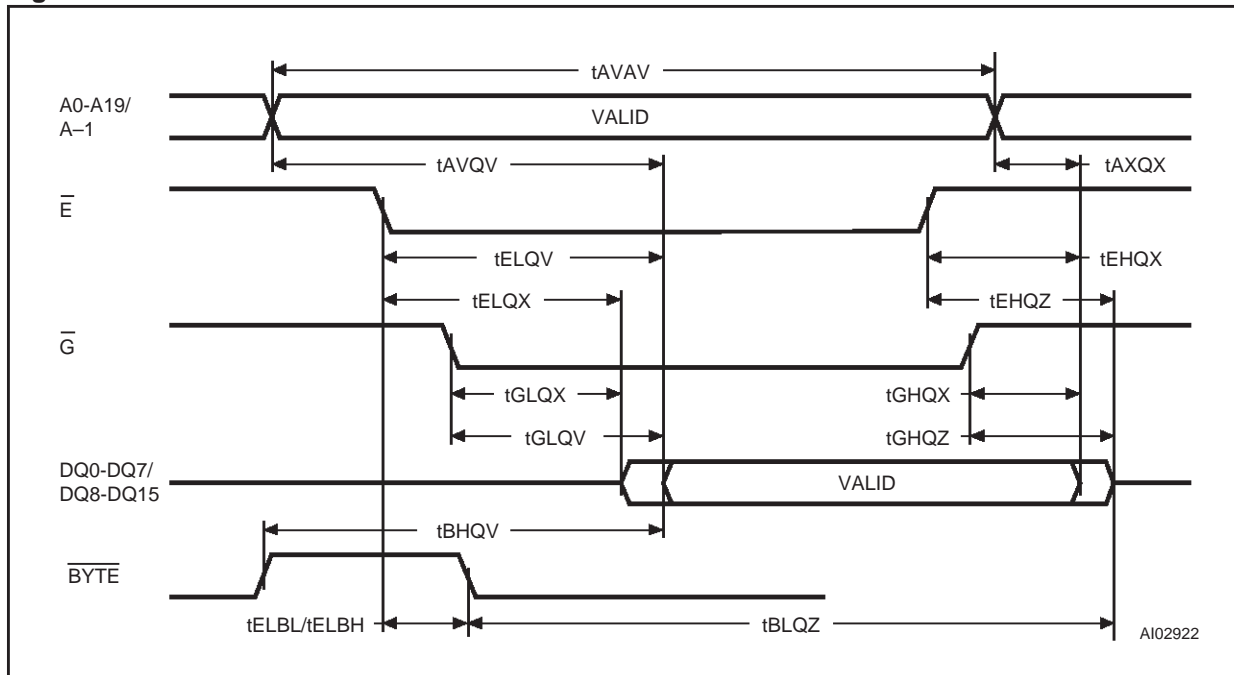 tAVAV
A0-A19/
A–1
VALID
tAVQV
tAXQX
E
tELQV
tEHQX
tELQX
tEHQZ
G
tGLQX
tGHQX
tGLQV
tGHQZ
DQ0-DQ7/
DQ8-DQ15
VALID
tBHQV
BYTE
tELBL/tELBH
tBLQZ
AI02922